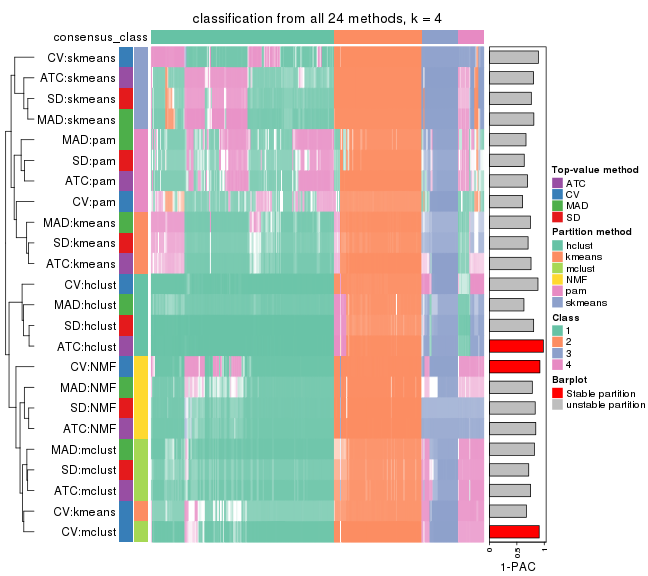 classification from all 24 methods, k = 4
consensus_class
CV:skmeans
ATC:skmeans
SD:skmeans
MAD:skmeans
MAD:pam
SD:pam
ATC:pam
CV:pam
MAD:kmeans
SD:kmeans
ATC:kmeans
CV:hclust
MAD:hclust
SD:hclust
ATC:hclust
CV:NMF
MAD:NMF
SD:NMF
ATC:NMF
MAD:mclust
SD:mclust
ATC:mclust
CV:kmeans
CV:mclust
0
0.5
1
1-PAC
Top-value method
ATC
CV
MAD
SD
Partition method
hclust
kmeans
mclust
NMF
pam
skmeans
Class
1
2
3
4
Barplot
Stable partition
unstable partition